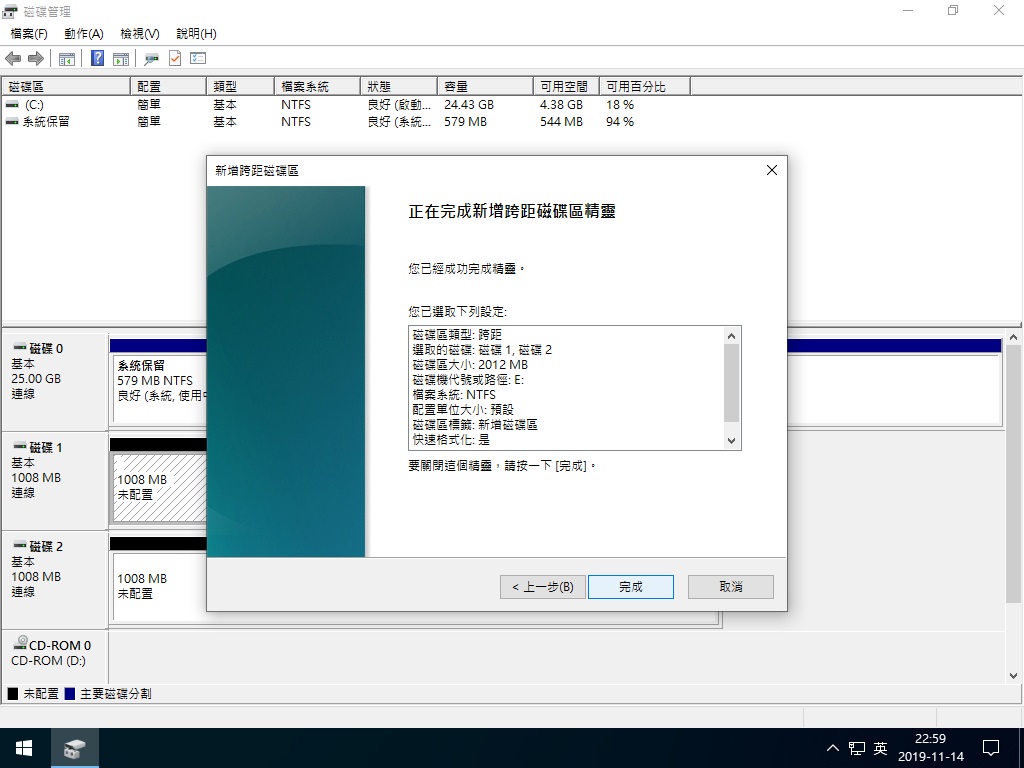 磁碟管理
檔案(F) 動作(A) 檢視(V) 說明(H)
磁碟區 配置 類型 檔案系統 狀態 容量 可用空間 可用百分比
(C:) 簡單 基本 NTFS 良好 (啟動... 24.43 GB 4.38 GB 18 %
系統保留 簡單 基本 NTFS 良好 (系統... 579 MB 544 MB 94 %
新增跨距磁碟區
正在完成新增跨距磁碟區精靈
您已經成功完成精靈。
您已選取下列設定:
磁碟區類型: 跨距
選取的磁碟: 磁碟 1, 磁碟 2
磁碟區大小: 2012 MB
磁碟機代號或路徑: E:
檔案系統: NTFS
配置單位大小: 預設
磁碟區標籤: 新增磁碟區
快速格式化: 是
要關閉這個精靈，請按一下 [完成]。
< 上一步(B) 完成 取消
磁碟 0
基本
25.00 GB
連線
系統保留
579 MB NTFS
良好 (系統, 使用中
磁碟 1
基本
1008 MB
連線
1008 MB
未配置
磁碟 2
基本
1008 MB
連線
1008 MB
未配置
CD-ROM 0
CD-ROM (D:)
未配置 主要磁碟分割
英
22:59
2019-11-14